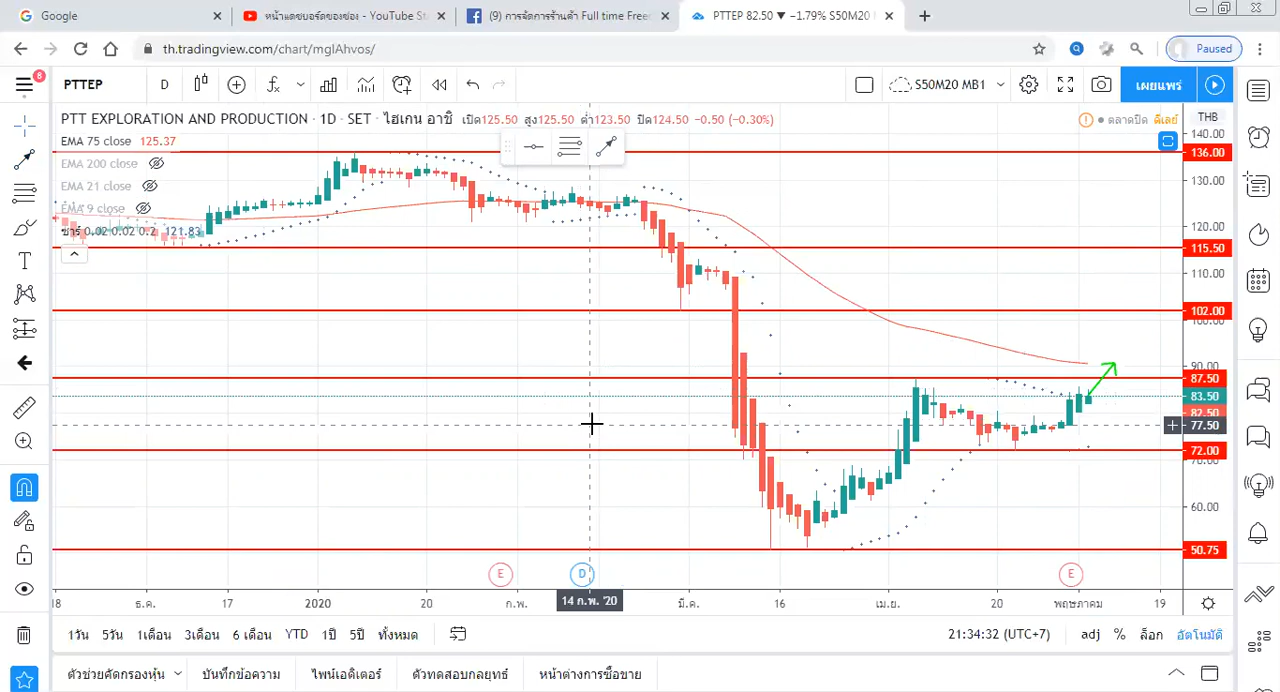 Google
หน้าแดชบอร์ดของช่อง - YouTube St
(9) การจัดการร้านค้า Full time Free
PTTEP 82.50 ▼ −1.79% S50M20 M
th.tradingview.com/chart/mglAhvos/
Paused
8
PTTEP
D
S50M20 MB1
เผยแพร่
PTT EXPLORATION AND PRODUCTION · 1D · SET · ไฮเกน อาชิ เปิด125.50 สูง125.50 ต่ำ123.50 ปิด124.50 −0.50 (−0.30%)
ตลาดปิด ดีเลย์
THB
EMA 75 close 125.37
EMA 200 close
EMA 21 close
EMA 9 close
ซาร์ 0.02 0.02 0.2 121.83
140.00
136.00
130.00
120.00
115.50
110.00
102.00
100.00
90.00
87.50
83.50
82.50
77.50
72.00
70.00
60.00
50.75
E
D
E
18
ธ.ค.
17
2020
20
ก.พ.
14 ก.พ. '20
มี.ค.
16
เม.ย.
20
พฤษภาคม
19
1วัน 5วัน 1เดือน 3เดือน 6 เดือน YTD 1ปี 5ปี ทั้งหมด
21:34:32 (UTC+7) adj % ล็อก อัตโนมัติ
ตัวช่วยคัดกรองหุ้น บันทึกข้อความ ไพน์เอดิเตอร์ ตัวทดสอบกลยุทธ์ หน้าต่างการซื้อขาย